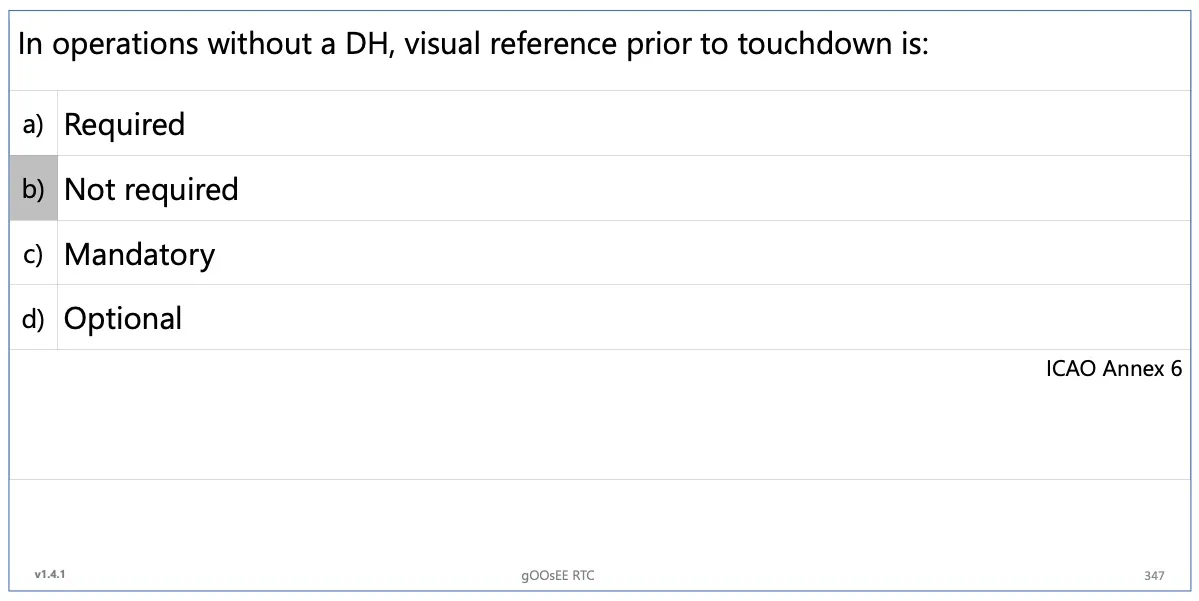 In operations without a DH, visual reference prior to touchdown is:
a) Required
b) Not required
c) Mandatory
d) Optional
ICAO Annex 6
v1.4.1 gOOsEE RTC 347